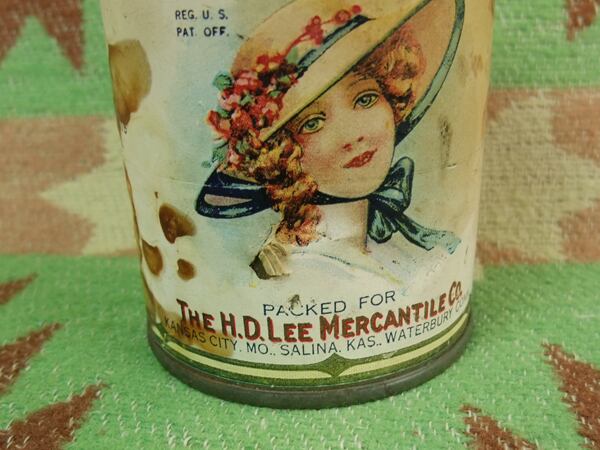 REG. U. S.
PAT. OFF.
PACKED FOR
THE H.D. LEE MERCANTILE CO.
KANSAS CITY, MO., SALINA, KAS., WATERBURY